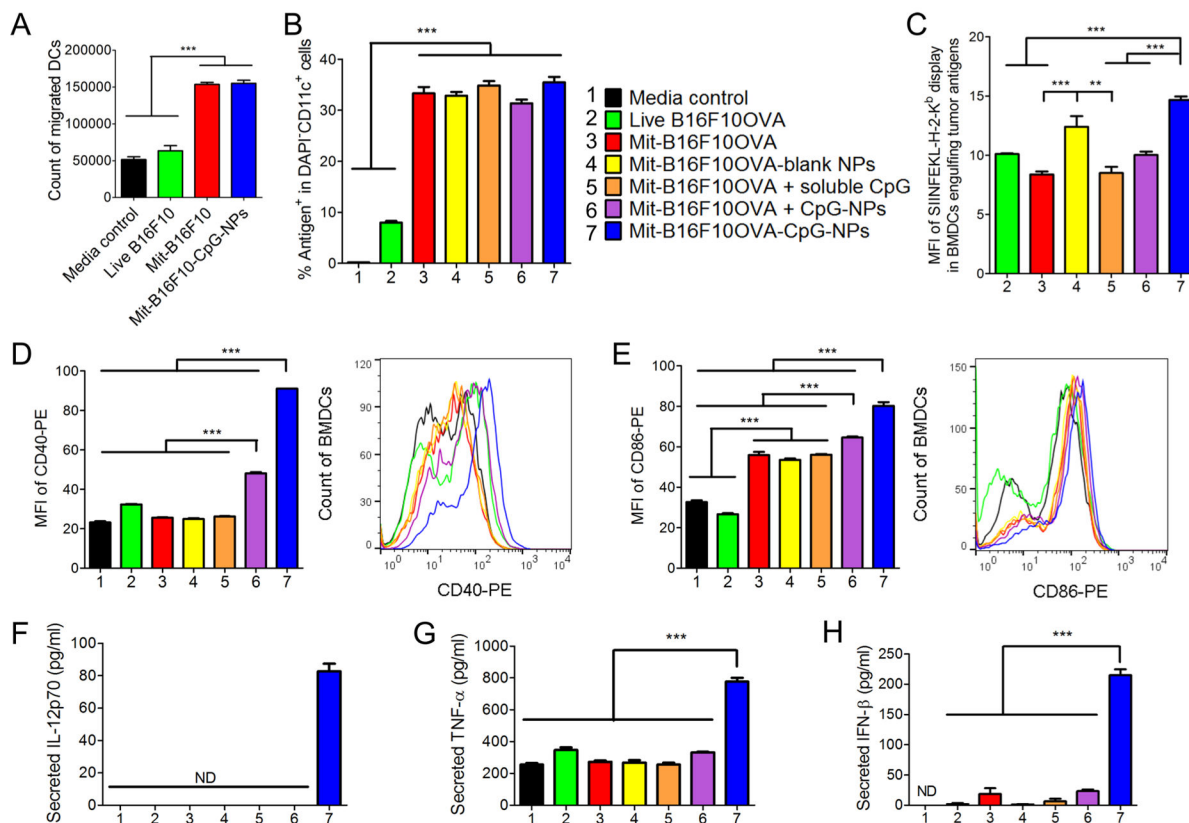 A
Count of migrated DCs
150000
100000
50000
0
***
Media control
Live B16F10
Mit-B16F10
Mit-B16F10-CpG-NPs
B
% Antigen⁺ in DAPI⁻CD11c⁺ cells
40
30
20
10
0
***
1 2 3 4 5 6 7
1 Media control
2 Live B16F10OVA
3 Mit-B16F10OVA
4 Mit-B16F10OVA-blank NPs
5 Mit-B16F10OVA + soluble CpG
6 Mit-B16F10OVA + CpG-NPs
7 Mit-B16F10OVA-CpG-NPs
C
MFI of SIINFEKL-H-2-Kᵇ display
in BMDCs engulfing tumor antigens
20
15
10
5
0
***
***
*** **
2 3 4 5 6 7
D
MFI of CD40-PE
100
80
60
40
20
0
***
***
1 2 3 4 5 6 7
Count of BMDCs
120
90
60
30
0
10⁰ 10¹ 10² 10³ 10⁴
CD40-PE
E
MFI of CD86-PE
100
80
60
40
20
0
***
***
***
1 2 3 4 5 6 7
Count of BMDCs
150
100
50
0
10⁰ 10¹ 10² 10³ 10⁴
CD86-PE
F
Secreted IL-12p70 (pg/ml)
100
80
60
40
20
0
ND
1 2 3 4 5 6 7
G
Secreted TNF-α (pg/ml)
1000
800
600
400
200
0
***
1 2 3 4 5 6 7
H
Secreted IFN-β (pg/ml)
250
200
150
100
50
0
ND
***
1 2 3 4 5 6 7